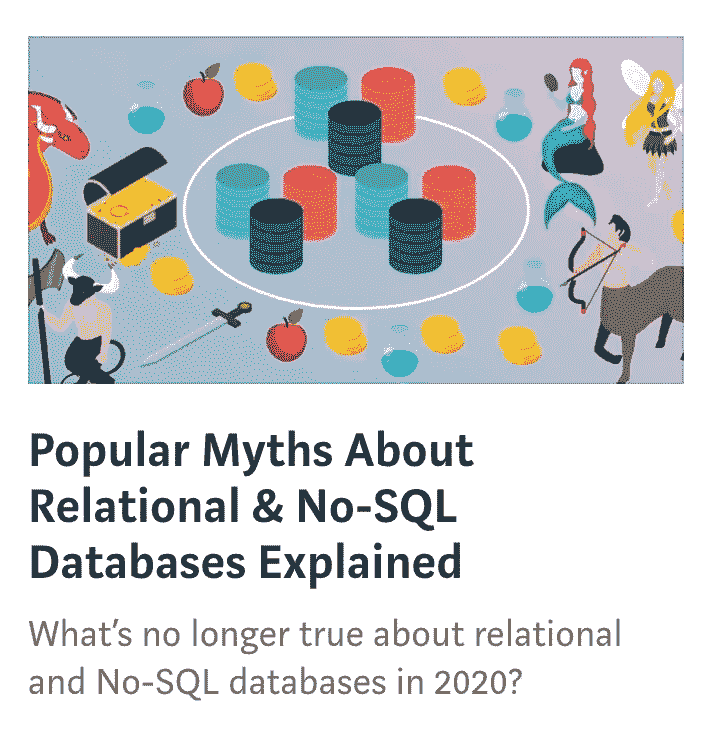 Popular Myths About
Relational & No-SQL
Databases Explained
What’s no longer true about relational
and No-SQL databases in 2020?